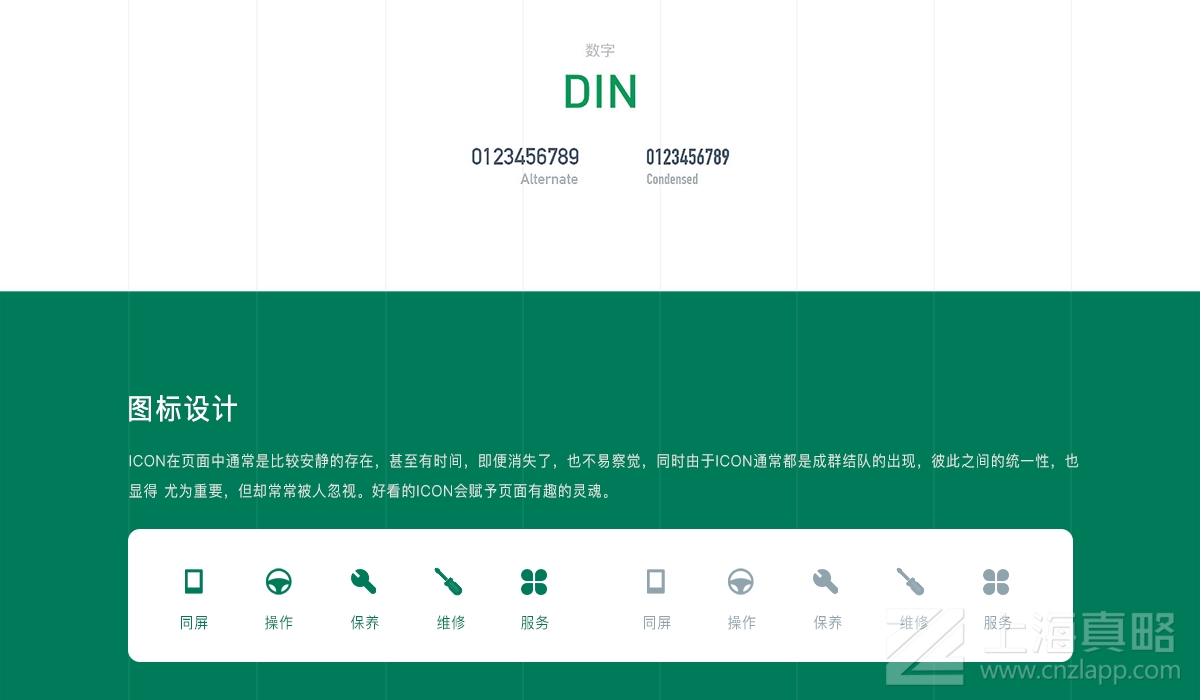 数字
DIN
0123456789 0123456789
Alternate Condensed
图标设计
ICON在页面中通常是比较安静的存在，甚至有时间，即便消失了，也不易察觉，同时由于ICON通常都是成群结队的出现，彼此之间的统一性，也
显得 尤为重要，但却常常被人忽视。好看的ICON会赋予页面有趣的灵魂。
同屏 操作 保养 维修 服务 同屏 操作 保养 维修 服务
上海真略
www.cnzlapp.com